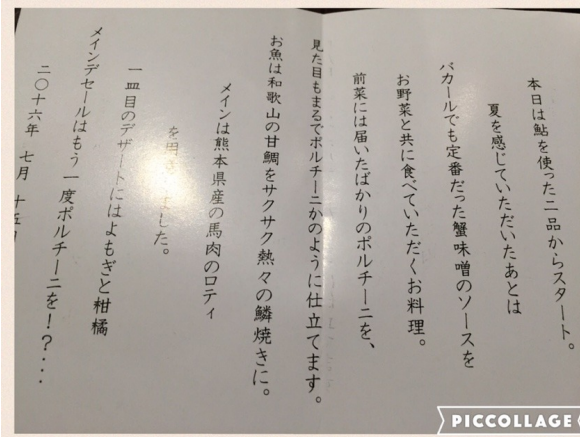 本日は鮎を使った二品からスタート。
夏を感じていただいたあとは
バカールでも定番だった蟹味噌のソースを
お野菜と共に食べていただくお料理。
前菜には届いたばかりのポルチーニを、
見た目もまるでポルチーニかのように仕立てます。
お魚は和歌山の甘鯛をサクサク熱々の鱗焼きに。
メインは熊本県産の馬肉のロティ
を用意しました。
一皿目のデザートにはよもぎと柑橘
メインデセールはもう一度ポルチーニを!?...
二〇十六年 七月 十五
PICCOLLAGE